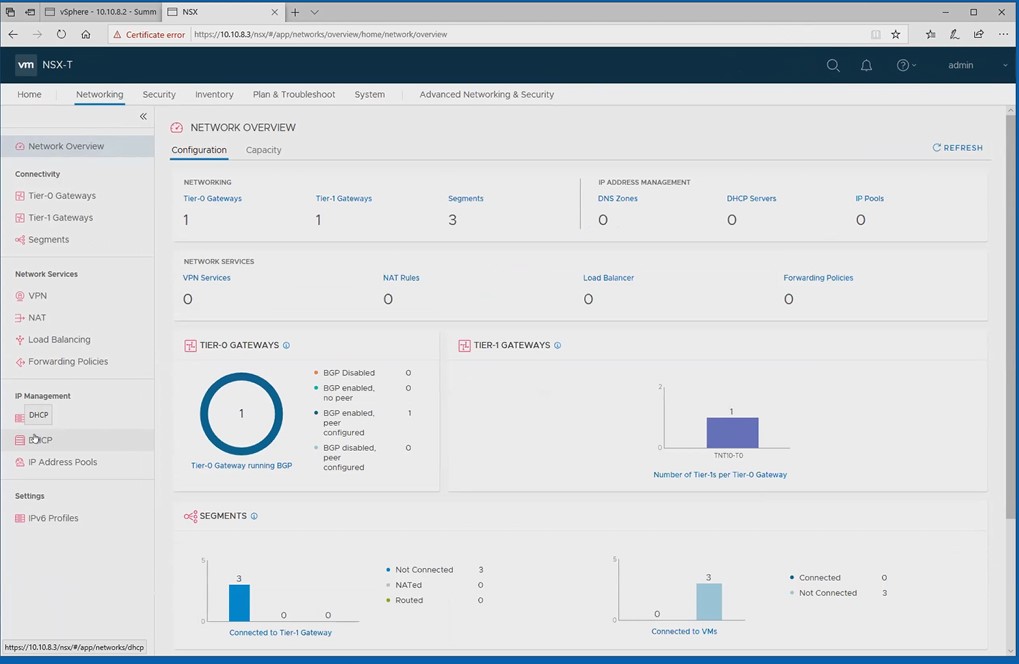 vSphere - 10.10.8.2 - Summ
NSX
Certificate error
https://10.10.8.3/nsx/#/app/networks/overview/home/network/overview
vm NSX-T
admin
Home Networking Security Inventory Plan & Troubleshoot System Advanced Networking & Security
Network Overview
Connectivity
Tier-0 Gateways
Tier-1 Gateways
Segments
Network Services
VPN
NAT
Load Balancing
Forwarding Policies
IP Management
DHCP
IP Address Pools
Settings
IPv6 Profiles
https://10.10.8.3/nsx/#/app/networks/dhcp
NETWORK OVERVIEW
Configuration Capacity
REFRESH
NETWORKING
Tier-0 Gateways Tier-1 Gateways Segments
1 1 3
IP ADDRESS MANAGEMENT
DNS Zones DHCP Servers IP Pools
0 0 0
NETWORK SERVICES
VPN Services NAT Rules Load Balancer Forwarding Policies
0 0 0 0
TIER-0 GATEWAYS
1
Tier-0 Gateway running BGP
BGP Disabled 0
BGP enabled, 0
no peer
BGP enabled, 1
peer
configured
BGP disabled, 0
peer
configured
TIER-1 GATEWAYS
2
1
0
TNT10-T0
Number of Tier-1s per Tier-0 Gateway
SEGMENTS
5
3
0 0
0
Connected to Tier-1 Gateway
Not Connected 3
NATed 0
Routed 0
5
3
0
0
Connected to VMs
Connected 0
Not Connected 3